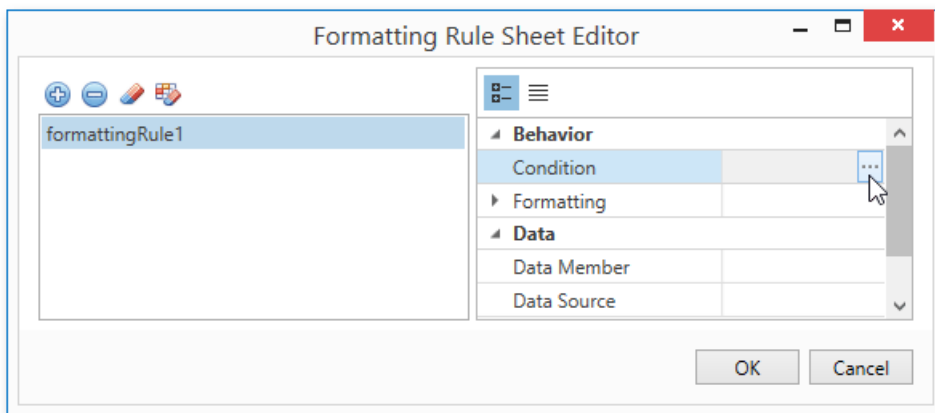 Formatting Rule Sheet Editor
formattingRule1
Behavior
Condition
...
Formatting
Data
Data Member
Data Source
OK
Cancel